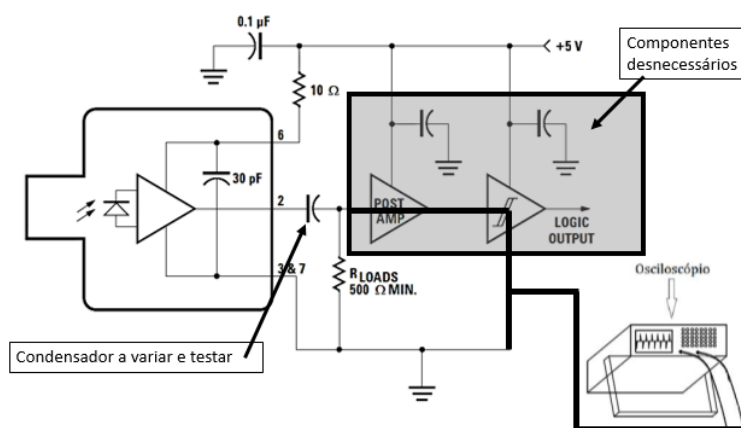 0.1 µF
+5 V
Componentes
desnecessários
10 Ω
6
30 pF
2
POST
AMP
LOGIC
OUTPUT
3 & 7
RLOADS
500 Ω MIN.
Osciloscópio
Condensador a variar e testar